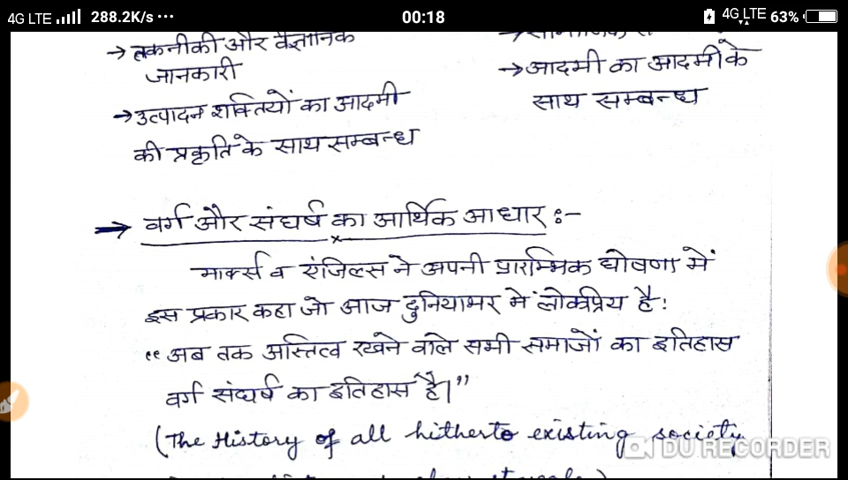 4G LTE 288.2K/s ...
00:18
4G LTE 63%
→ तकनीकी और वैज्ञानिक
जानकारी
→ उत्पादन शक्तियों का आदमी
की प्रकृति के साथ सम्बन्ध
→ आदमी का आदमी के
साथ सम्बन्ध
→ वर्ग और संघर्ष का आर्थिक आधार :-
मार्क्स व एंजिल्स ने अपनी प्रारम्भिक घोषणा में
इस प्रकार कहा जो आज दुनियाभर में लोकप्रिय है :
"अब तक अस्तित्व रखने वाले सभी समाजों का इतिहास
वर्ग संघर्ष का इतिहास है।"
(The History of all hitherto existing society
DU RECORDER